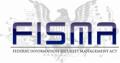 FISMA
FEDERAL INFORMATION SECURITY MANAGEMENT ACT